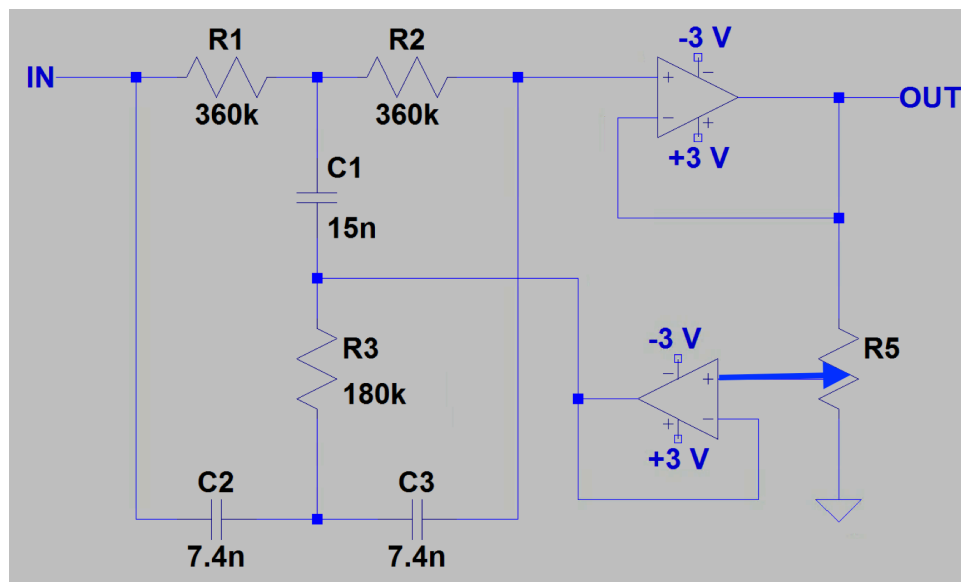 R1
R2
-3 V
IN
OUT
360k
360k
+3 V
C1
15n
-3 V
R5
R3
180k
+3 V
C2
C3
7.4n
7.4n